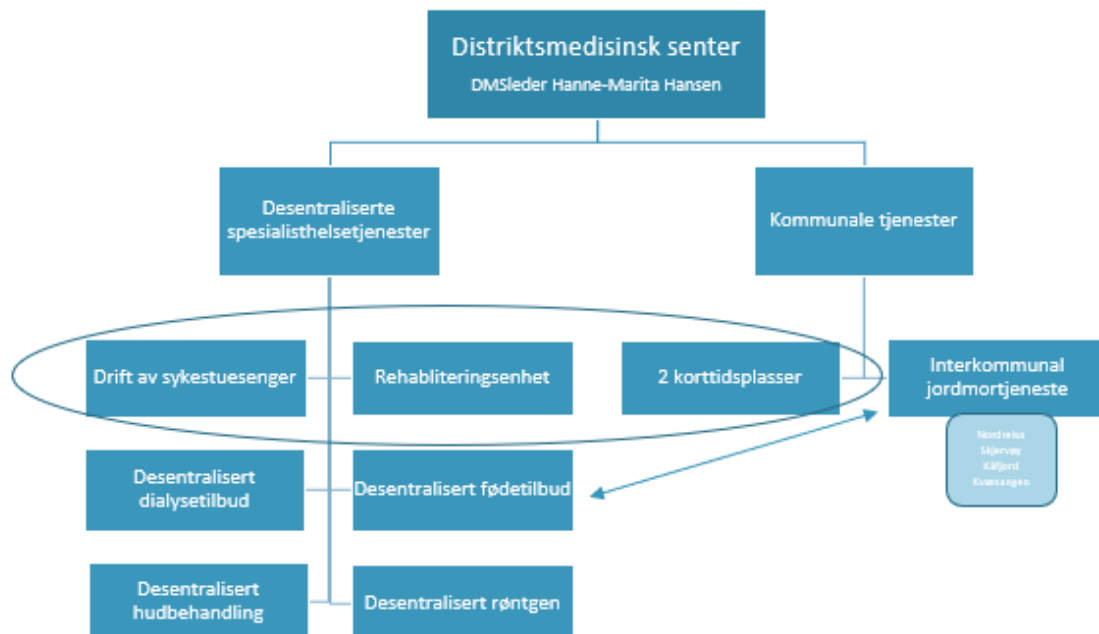 Distriktsmedisinsk senter
DMSleder Hanne-Marita Hansen
Desentraliserte
spesialisthelsetjenester
Kommunale tjenester
Drift av sykestuesenger
Rehabliteringsenhet
2 korttidsplasser
Interkommunal
jordmortjeneste
Nordreisa
Skjervøy
Kåfjord
Kvænangen
Desentralisert
dialysetilbud
Desentralisert fødetilbud
Desentralisert
hudbehandling
Desentralisert røntgen